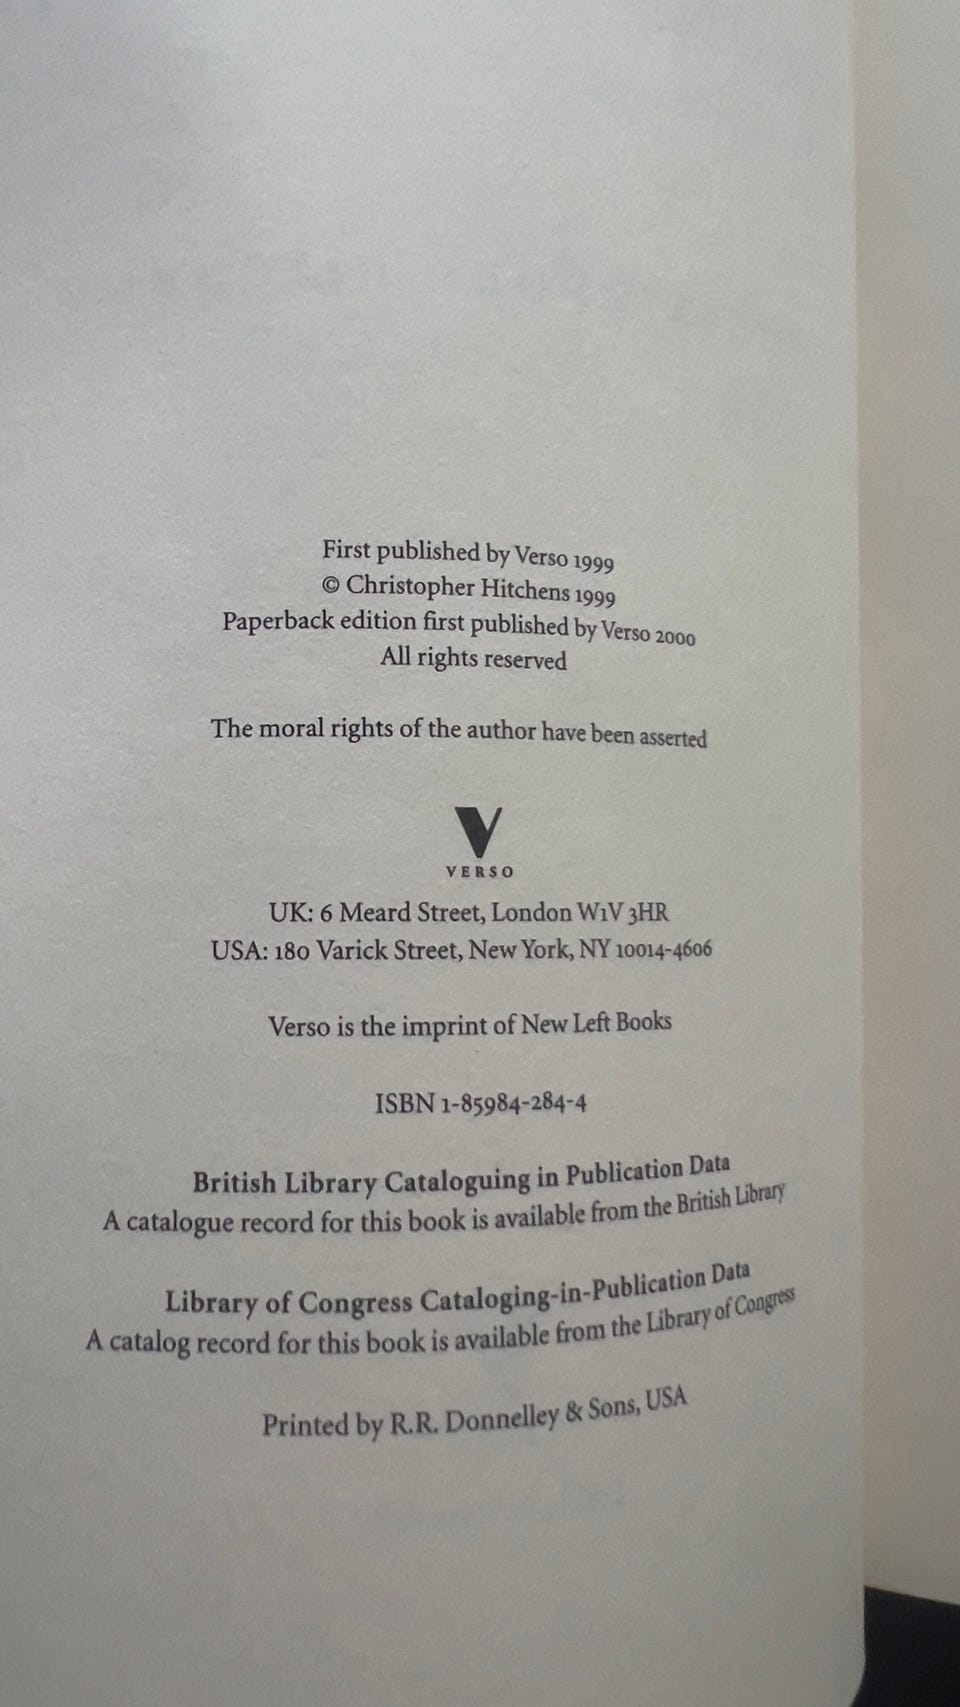 First published by Verso 1999
© Christopher Hitchens 1999
Paperback edition first published by Verso 2000
All rights reserved
The moral rights of the author have been asserted
V
VERSO
UK: 6 Meard Street, London W1V 3HR
USA: 180 Varick Street, New York, NY 10014-4606
Verso is the imprint of New Left Books
ISBN 1-85984-284-4
British Library Cataloguing in Publication Data
A catalogue record for this book is available from the British Library
Library of Congress Cataloging-in-Publication Data
A catalog record for this book is available from the Library of Congress
Printed by R.R. Donnelley & Sons, USA